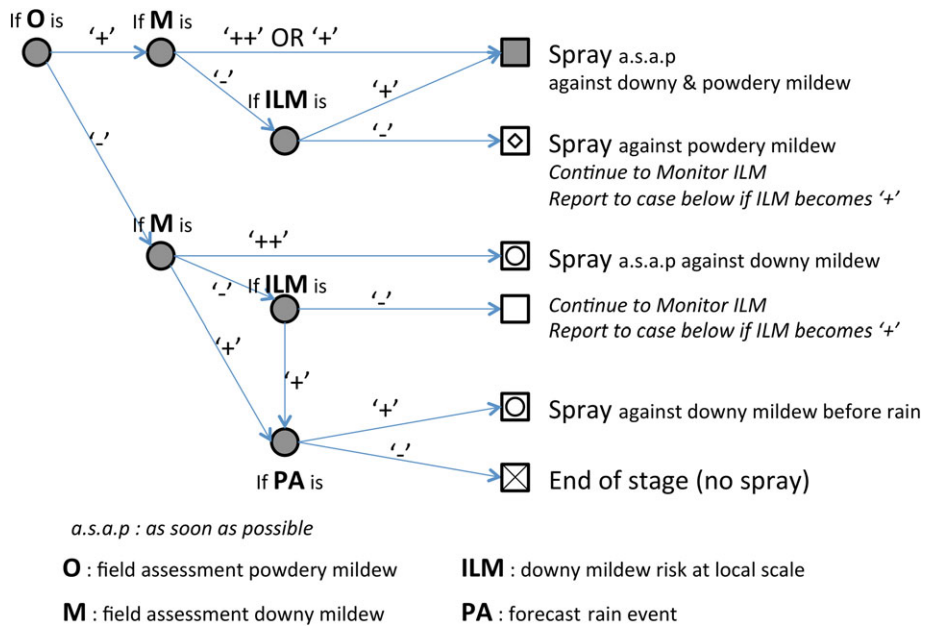 If O is
‘+’
If M is
‘++’ OR ‘+’
Spray a.s.a.p
against downy & powdery mildew
‘-’
If ILM is
‘+’
‘-’
Spray against powdery mildew
Continue to Monitor ILM
Report to case below if ILM becomes ‘+’
‘-’
If M is
‘++’
Spray a.s.a.p against downy mildew
‘-’
If ILM is
‘-’
Continue to Monitor ILM
Report to case below if ILM becomes ‘+’
‘+’
‘+’
‘+’
Spray against downy mildew before rain
‘-’
If PA is
End of stage (no spray)
a.s.a.p : as soon as possible
O : field assessment powdery mildew
ILM : downy mildew risk at local scale
M : field assessment downy mildew
PA : forecast rain event